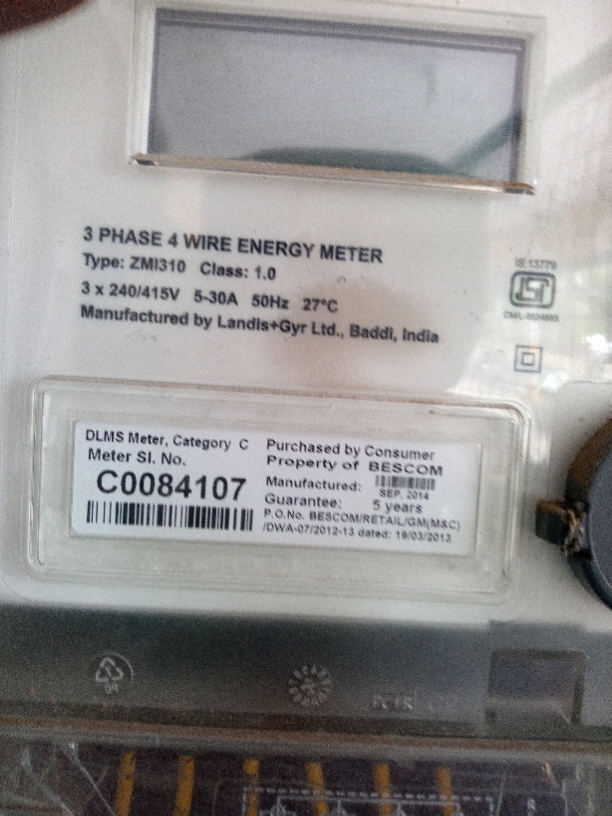 3 PHASE 4 WIRE ENERGY METER
Type: ZMI310 Class: 1.0
3 x 240/415V 5-30A 50Hz 27°C
Manufactured by Landis+Gyr Ltd., Baddi, India
IS:13779
DLMS Meter, Category C
Meter Sl. No.
C0084107
Purchased by Consumer
Property of BESCOM
Manufactured:
SEP. 2014
Guarantee: 5 years
P.O.No. BESCOM/RETAIL/GM(M&C)
/DWA-07/2012-13 dated: 19/03/2013